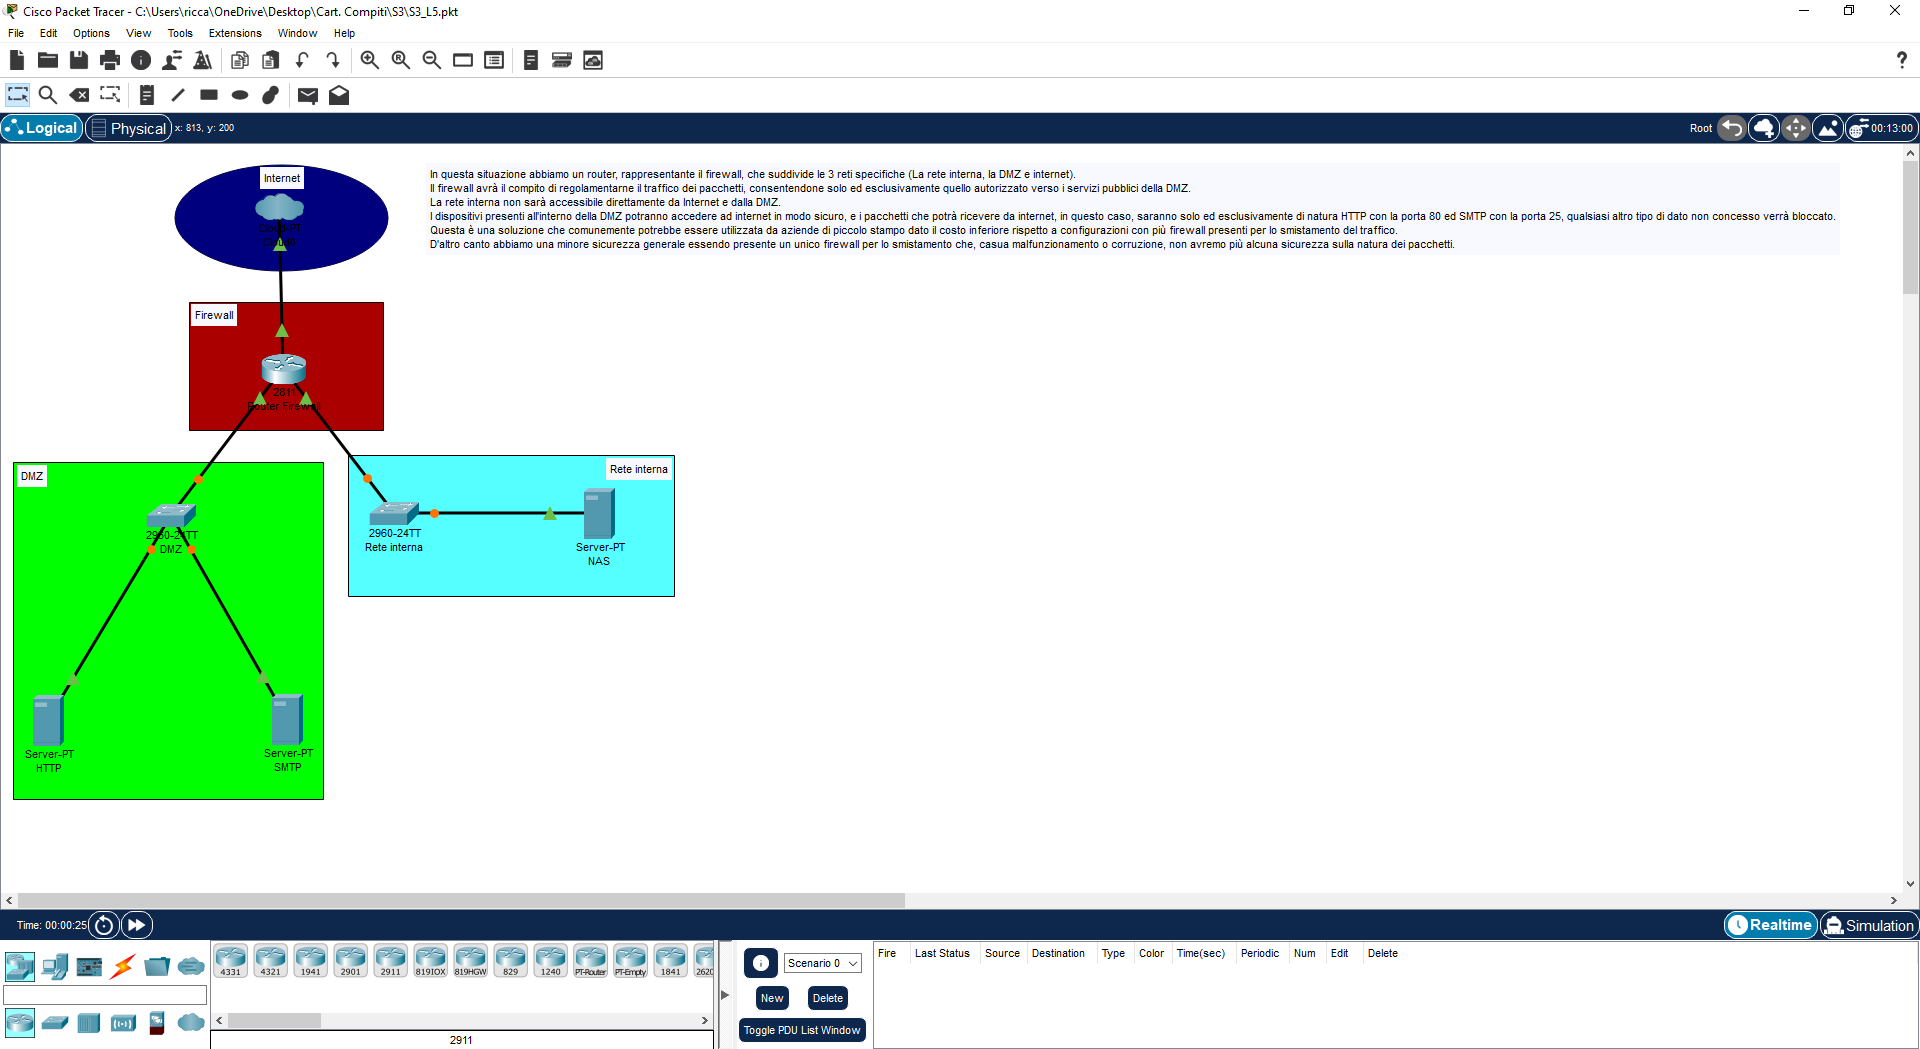 Cisco Packet Tracer - C:\Users\ricca\OneDrive\Desktop\Cart. Compiti\S3\S3_L5.pkt
File Edit Options View Tools Extensions Window Help
?
Logical Physical x: 813, y: 200 Root 00:13:00
Internet
In questa situazione abbiamo un router, rappresentante il firewall, che suddivide le 3 reti specifiche (La rete interna, la DMZ e internet).
Il firewall avrà il compito di regolamentarne il traffico dei pacchetti, consentendone solo ed esclusivamente quello autorizzato verso i servizi pubblici della DMZ.
La rete interna non sarà accessibile direttamente da Internet e dalla DMZ.
I dispositivi presenti all'interno della DMZ potranno accedere ad internet in modo sicuro, e i pacchetti che potrà ricevere da internet, in questo caso, saranno solo ed esclusivamente di natura HTTP con la porta 80 ed SMTP con la porta 25, qualsiasi altro tipo di dato non concesso verrà bloccato.
Questa è una soluzione che comunemente potrebbe essere utilizzata da aziende di piccolo stampo dato il costo inferiore rispetto a configurazioni con più firewall presenti per lo smistamento del traffico.
D'altro canto abbiamo una minore sicurezza generale essendo presente un unico firewall per lo smistamento che, casua malfunzionamento o corruzione, non avremo più alcuna sicurezza sulla natura dei pacchetti.
Cloud-PT
Firewall
2811
Router Firewall
DMZ
Rete interna
2960-24TT
DMZ
2960-24TT
Rete interna
Server-PT
NAS
Server-PT
HTTP
Server-PT
SMTP
Time: 00:00:25 Realtime Simulation
4331 4321 1941 2901 2911 819IOX 819HGW 829 1240 PT-Router PT-Empty 1841 2620
2911
Scenario 0
New Delete
Toggle PDU List Window
Fire Last Status Source Destination Type Color Time(sec) Periodic Num Edit Delete